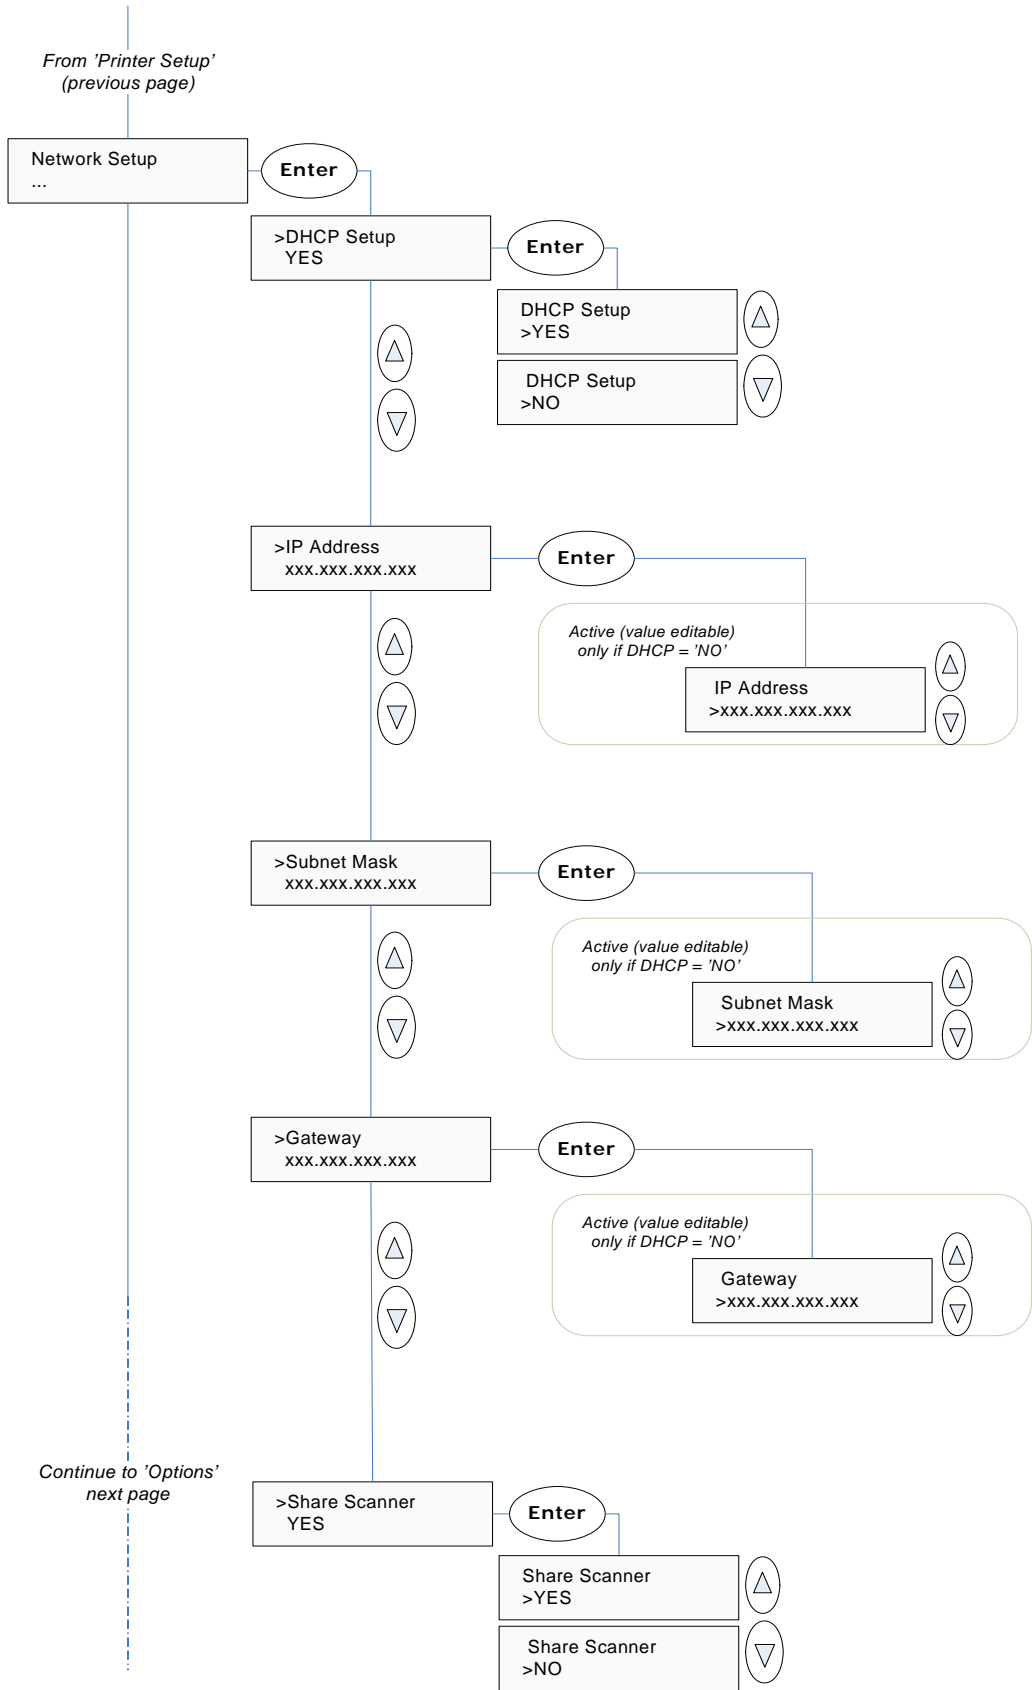 From 'Printer Setup'
(previous page)
Network Setup
...
Enter
>DHCP Setup
YES
Enter
DHCP Setup
>YES
DHCP Setup
>NO
>IP Address
xxx.xxx.xxx.xxx
Enter
Active (value editable)
only if DHCP = 'NO'
IP Address
>xxx.xxx.xxx.xxx
>Subnet Mask
xxx.xxx.xxx.xxx
Enter
Active (value editable)
only if DHCP = 'NO'
Subnet Mask
>xxx.xxx.xxx.xxx
>Gateway
xxx.xxx.xxx.xxx
Enter
Active (value editable)
only if DHCP = 'NO'
Gateway
>xxx.xxx.xxx.xxx
Continue to 'Options'
next page
>Share Scanner
YES
Enter
Share Scanner
>YES
Share Scanner
>NO